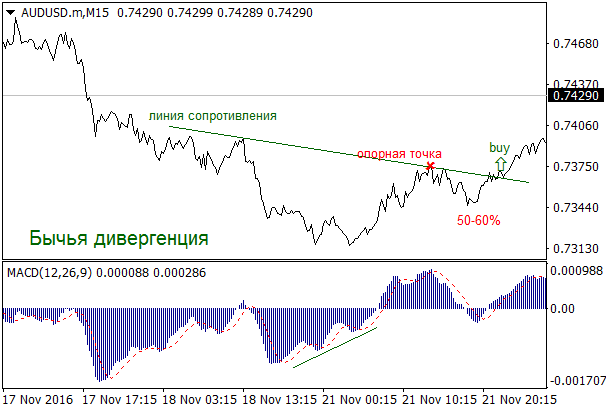 AUDUSD.m,M15 0.74290 0.74299 0.74289 0.74290
0.74680
0.74370
0.74290
0.74060
0.73750
0.73440
0.73130
линия сопротивления
опорная точка
buy
50-60%
Бычья дивергенция
MACD(12,26,9) 0.000088 0.000286
0.000988
0.00
-0.001707
17 Nov 2016 17 Nov 17:15 18 Nov 03:15 18 Nov 13:15 21 Nov 00:15 21 Nov 10:15 21 Nov 20:15